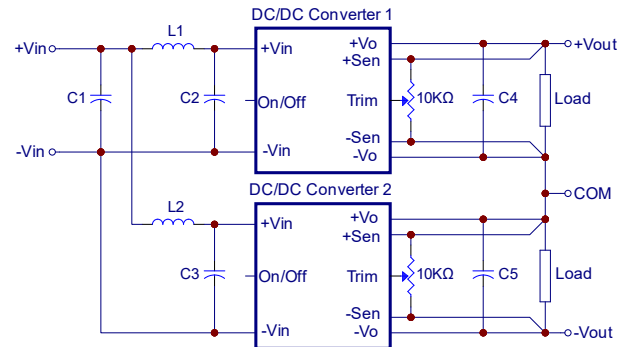 DC/DC Converter 1
+Vin
L1
+Vin
+Vo
+Vout
+Sen
C1
C2
On/Off
Trim
10KΩ
C4
Load
-Sen
-Vin
-Vin
-Vo
DC/DC Converter 2
COM
L2
+Vin
+Vo
+Sen
C3
On/Off
Trim
10KΩ
C5
Load
-Sen
-Vin
-Vo
-Vout